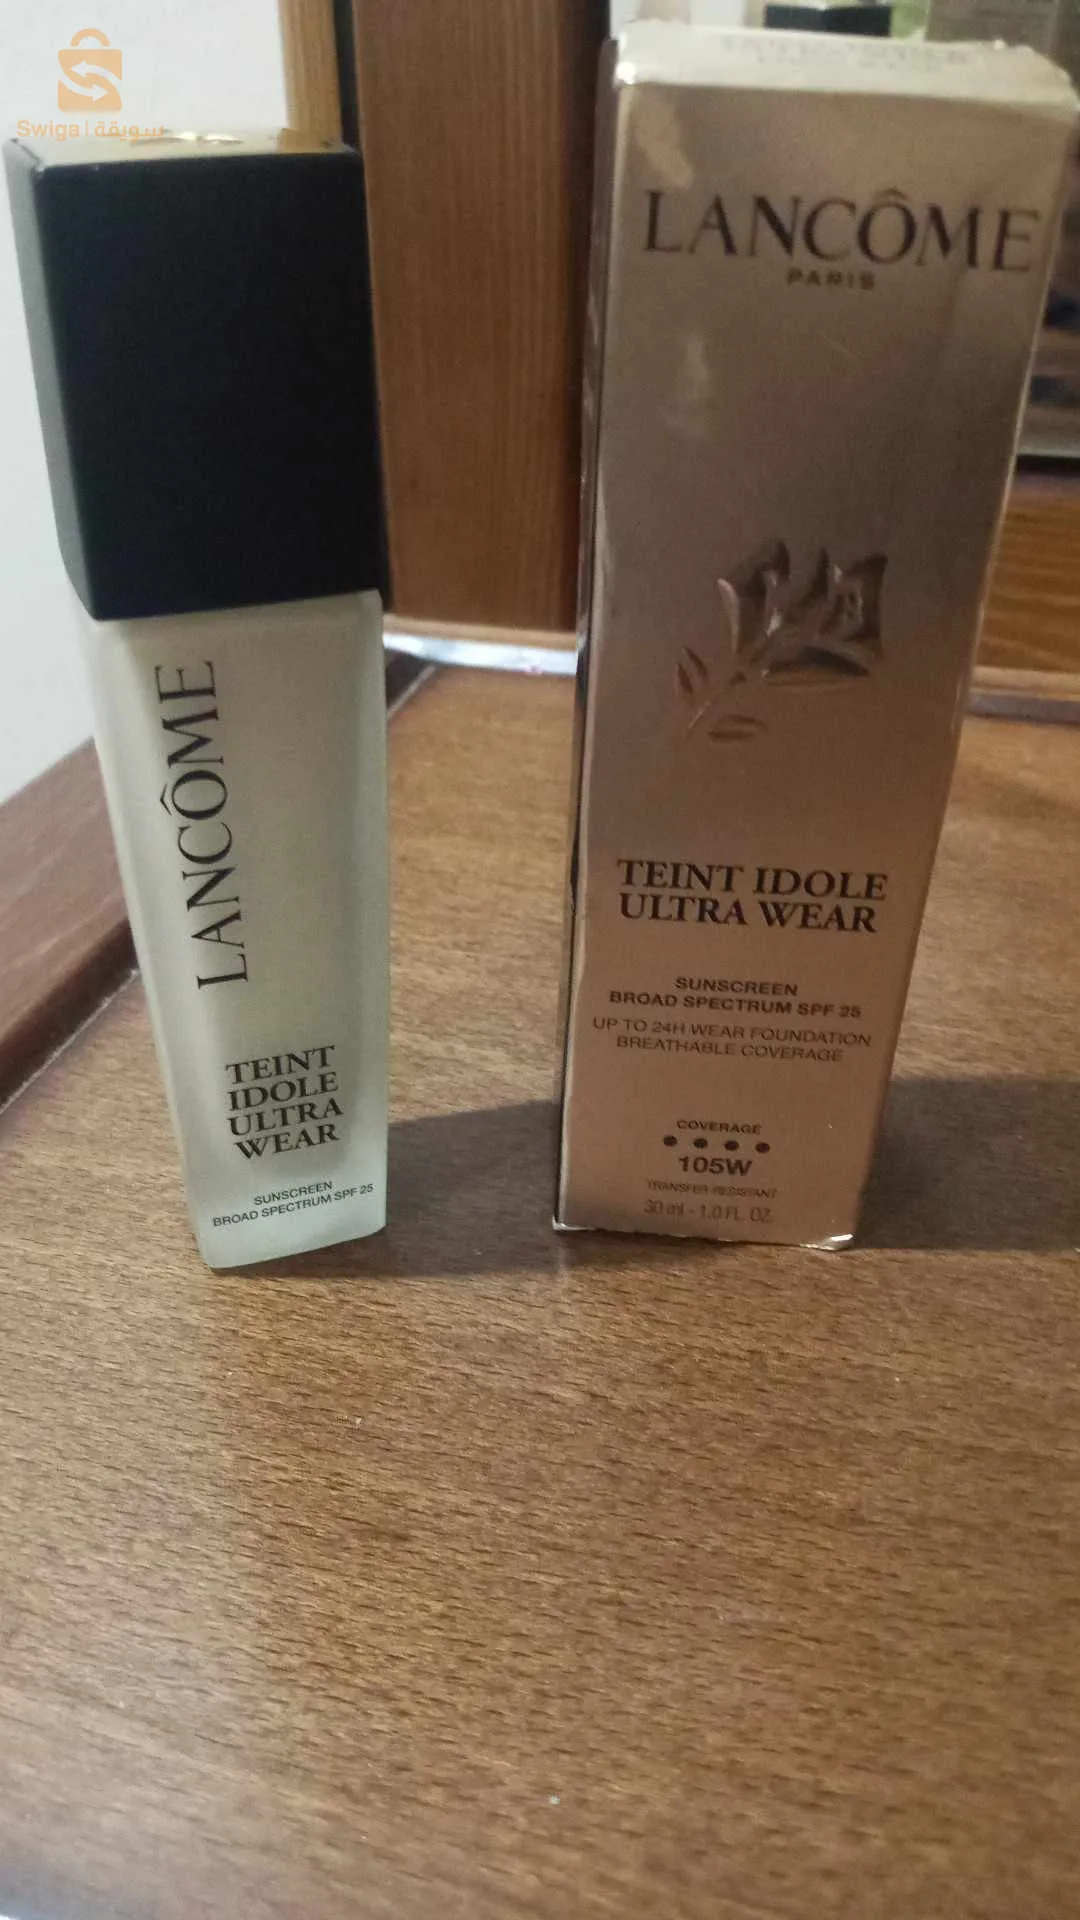 Swiga | سويقة
LANCÔME
TEINT
IDOLE
ULTRA
WEAR
SUNSCREEN
BROAD SPECTRUM SPF 25
LANCÔME
PARIS
TEINT IDOLE
ULTRA WEAR
SUNSCREEN
BROAD SPECTRUM SPF 25
UP TO 24H WEAR FOUNDATION
BREATHABLE COVERAGE
COVERAGE
105W
TRANSFER-RESISTANT
30 ml - 1.0 FL. OZ.